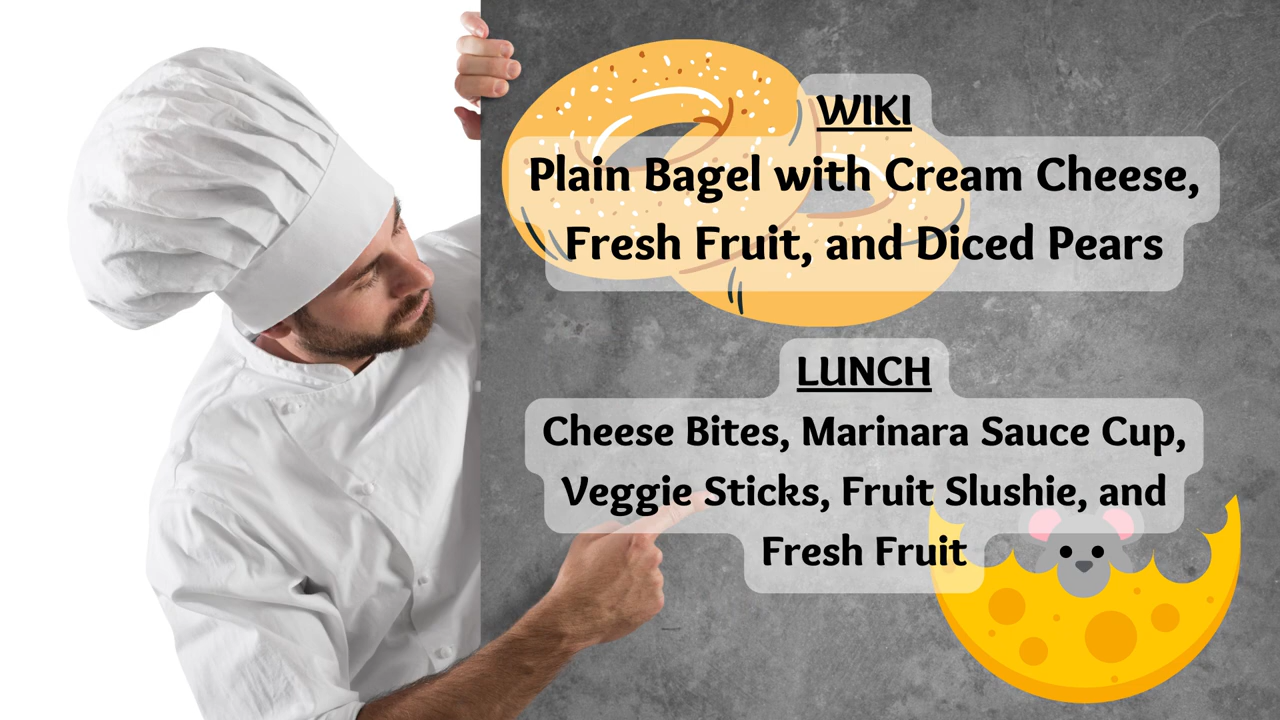 WIKI
Plain Bagel with Cream Cheese,
Fresh Fruit, and Diced Pears
LUNCH
Cheese Bites, Marinara Sauce Cup,
Veggie Sticks, Fruit Slushie, and
Fresh Fruit